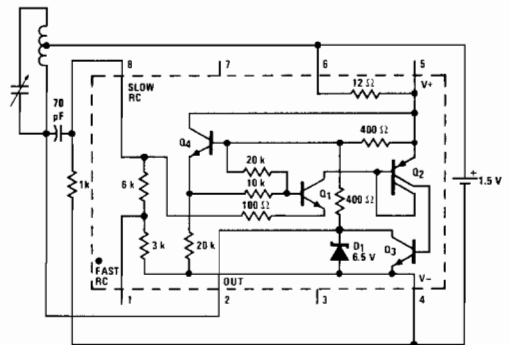 8
7
6
5
SLOW
RC
12 Ω
V+
70
pF
Q4
400 Ω
20 k
Q2
1.5 V
+
1k
6 k
10 k
Q1
100 Ω
400 Ω
3 k
20 k
D1
6.5 V
Q3
FAST
RC
OUT
V−
1
2
3
4